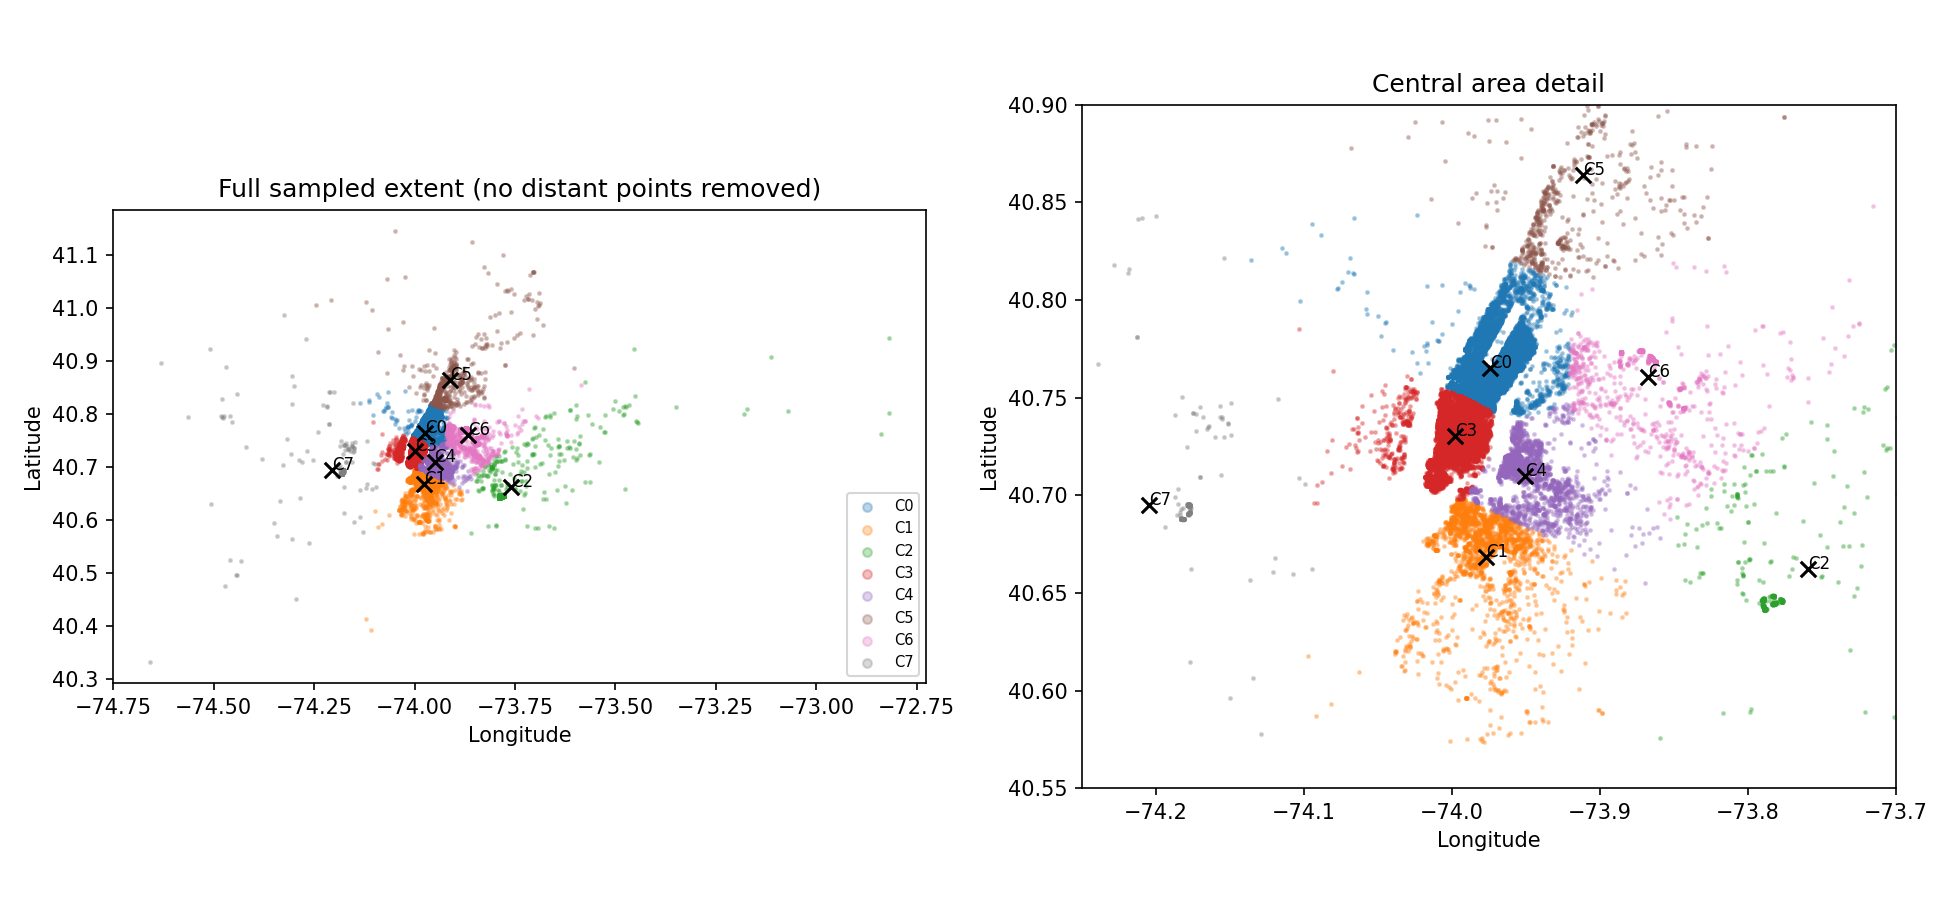 Full sampled extent (no distant points removed)
41.1
41.0
40.9
40.8
40.7
40.6
40.5
40.4
40.3
Latitude
C5
C0
C6
C3
C4
C7
C1
C2
C0
C1
C2
C3
C4
C5
C6
C7
−74.75 −74.50 −74.25 −74.00 −73.75 −73.50 −73.25 −73.00 −72.75
Longitude
Central area detail
40.90
40.85
40.80
40.75
40.70
40.65
40.60
40.55
Latitude
C5
C0
C6
C3
C4
C7
C1
C2
−74.2 −74.1 −74.0 −73.9 −73.8 −73.7
Longitude